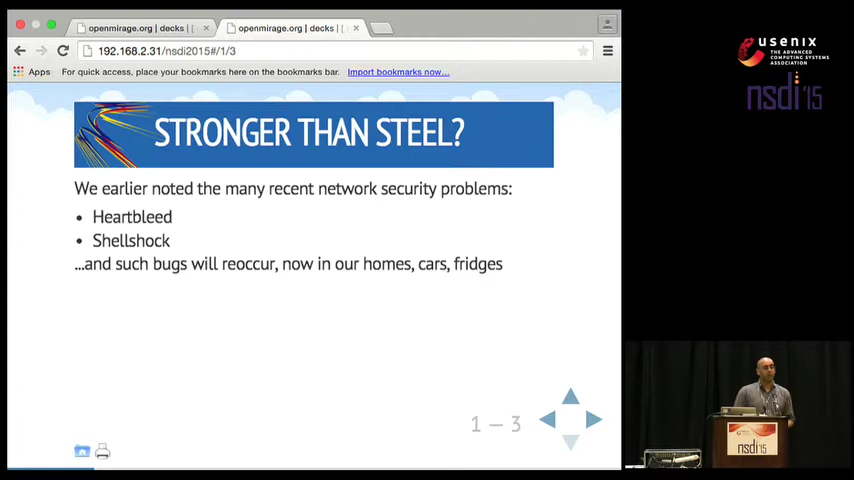 openmirage.org | decks | [
openmirage.org | decks | [
192.168.2.31/nsdi2015#/1/3
Apps For quick access, place your bookmarks here on the bookmarks bar. Import bookmarks now...
STRONGER THAN STEEL?
We earlier noted the many recent network security problems:
• Heartbleed
• Shellshock
...and such bugs will reoccur, now in our homes, cars, fridges
1 — 3
usenix
THE ADVANCED
COMPUTING SYSTEMS
ASSOCIATION
nsdi'15
nsdi'15